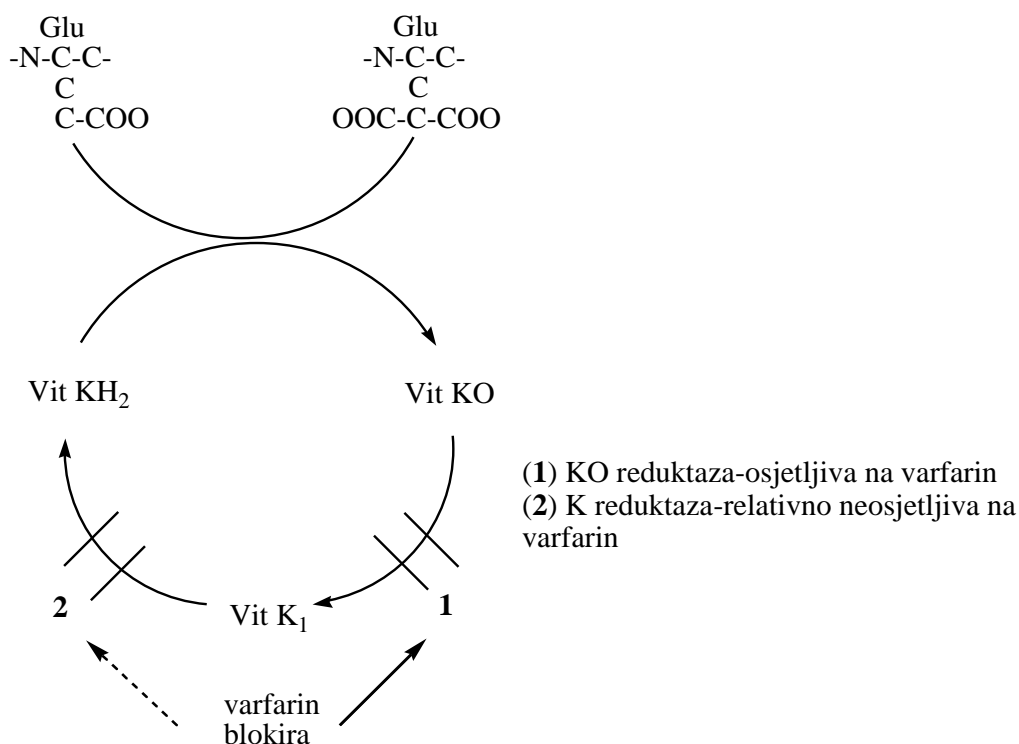 Glu
-N-C-C-
C
C-COO
Glu
-N-C-C-
C
OOC-C-COO
Vit KH₂
Vit KO
(1) KO reduktaza-osjetljiva na varfarin
(2) K reduktaza-relativno neosjetljiva na
varfarin
2
Vit K₁
1
varfarin
blokira